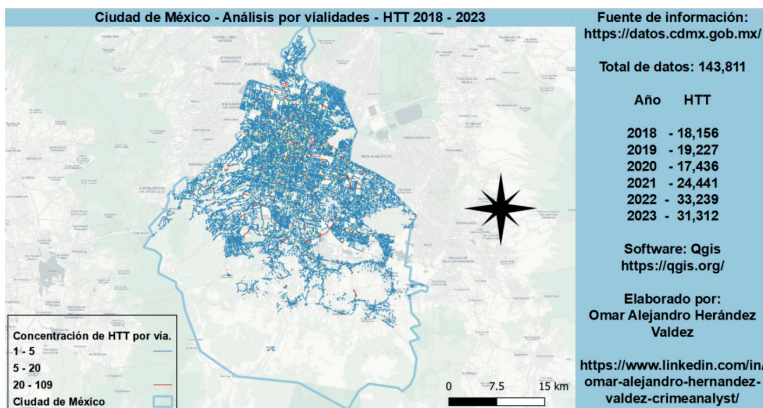 Ciudad de México - Análisis por vialidades - HTT 2018 - 2023
Concentración de HTT por vía.
1 - 5
5 - 20
20 - 109
Ciudad de México
0 7.5 15 km
Fuente de información:
https://datos.cdmx.gob.mx/
Total de datos: 143,811
Año HTT
2018 - 18,156
2019 - 19,227
2020 - 17,436
2021 - 24,441
2022 - 33,239
2023 - 31,312
Software: Qgis
https://qgis.org/
Elaborado por:
Omar Alejandro Herández
Valdez
https://www.linkedin.com/in/
omar-alejandro-hernandez-
valdez-crimeanalyst/